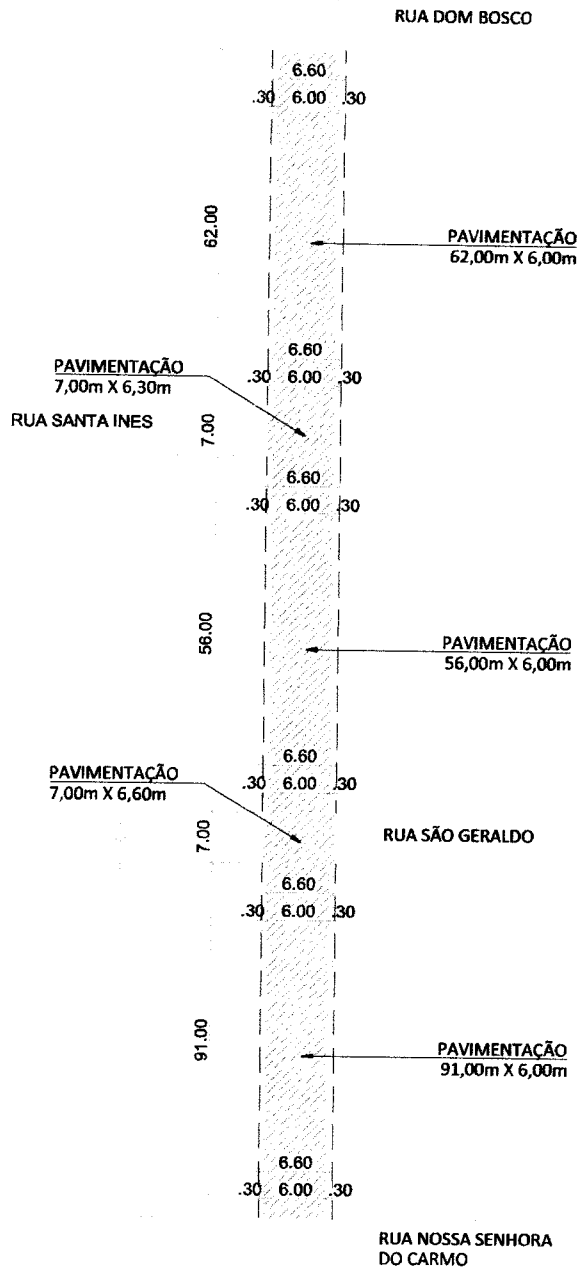 RUA DOM BOSCO
6.60
.30 6.00 .30
62.00
PAVIMENTAÇÃO
62,00m X 6,00m
6.60
.30 6.00 .30
PAVIMENTAÇÃO
7,00m X 6,30m
RUA SANTA INES
7.00
6.60
.30 6.00 .30
56.00
PAVIMENTAÇÃO
56,00m X 6,00m
6.60
.30 6.00 .30
PAVIMENTAÇÃO
7,00m X 6,60m
7.00
RUA SÃO GERALDO
6.60
.30 6.00 .30
91.00
PAVIMENTAÇÃO
91,00m X 6,00m
6.60
.30 6.00 .30
RUA NOSSA SENHORA
DO CARMO